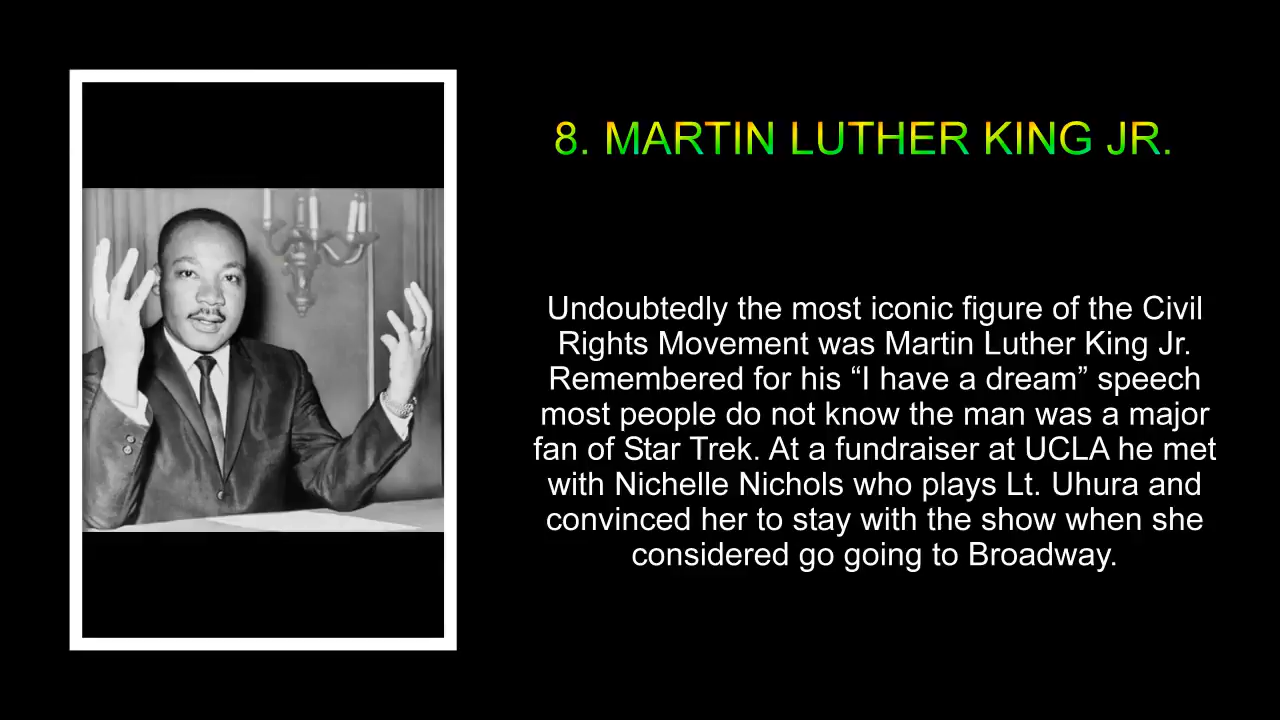 8. MARTIN LUTHER KING JR.
Undoubtedly the most iconic figure of the Civil
Rights Movement was Martin Luther King Jr.
Remembered for his “I have a dream” speech
most people do not know the man was a major
fan of Star Trek. At a fundraiser at UCLA he met
with Nichelle Nichols who plays Lt. Uhura and
convinced her to stay with the show when she
considered go going to Broadway.